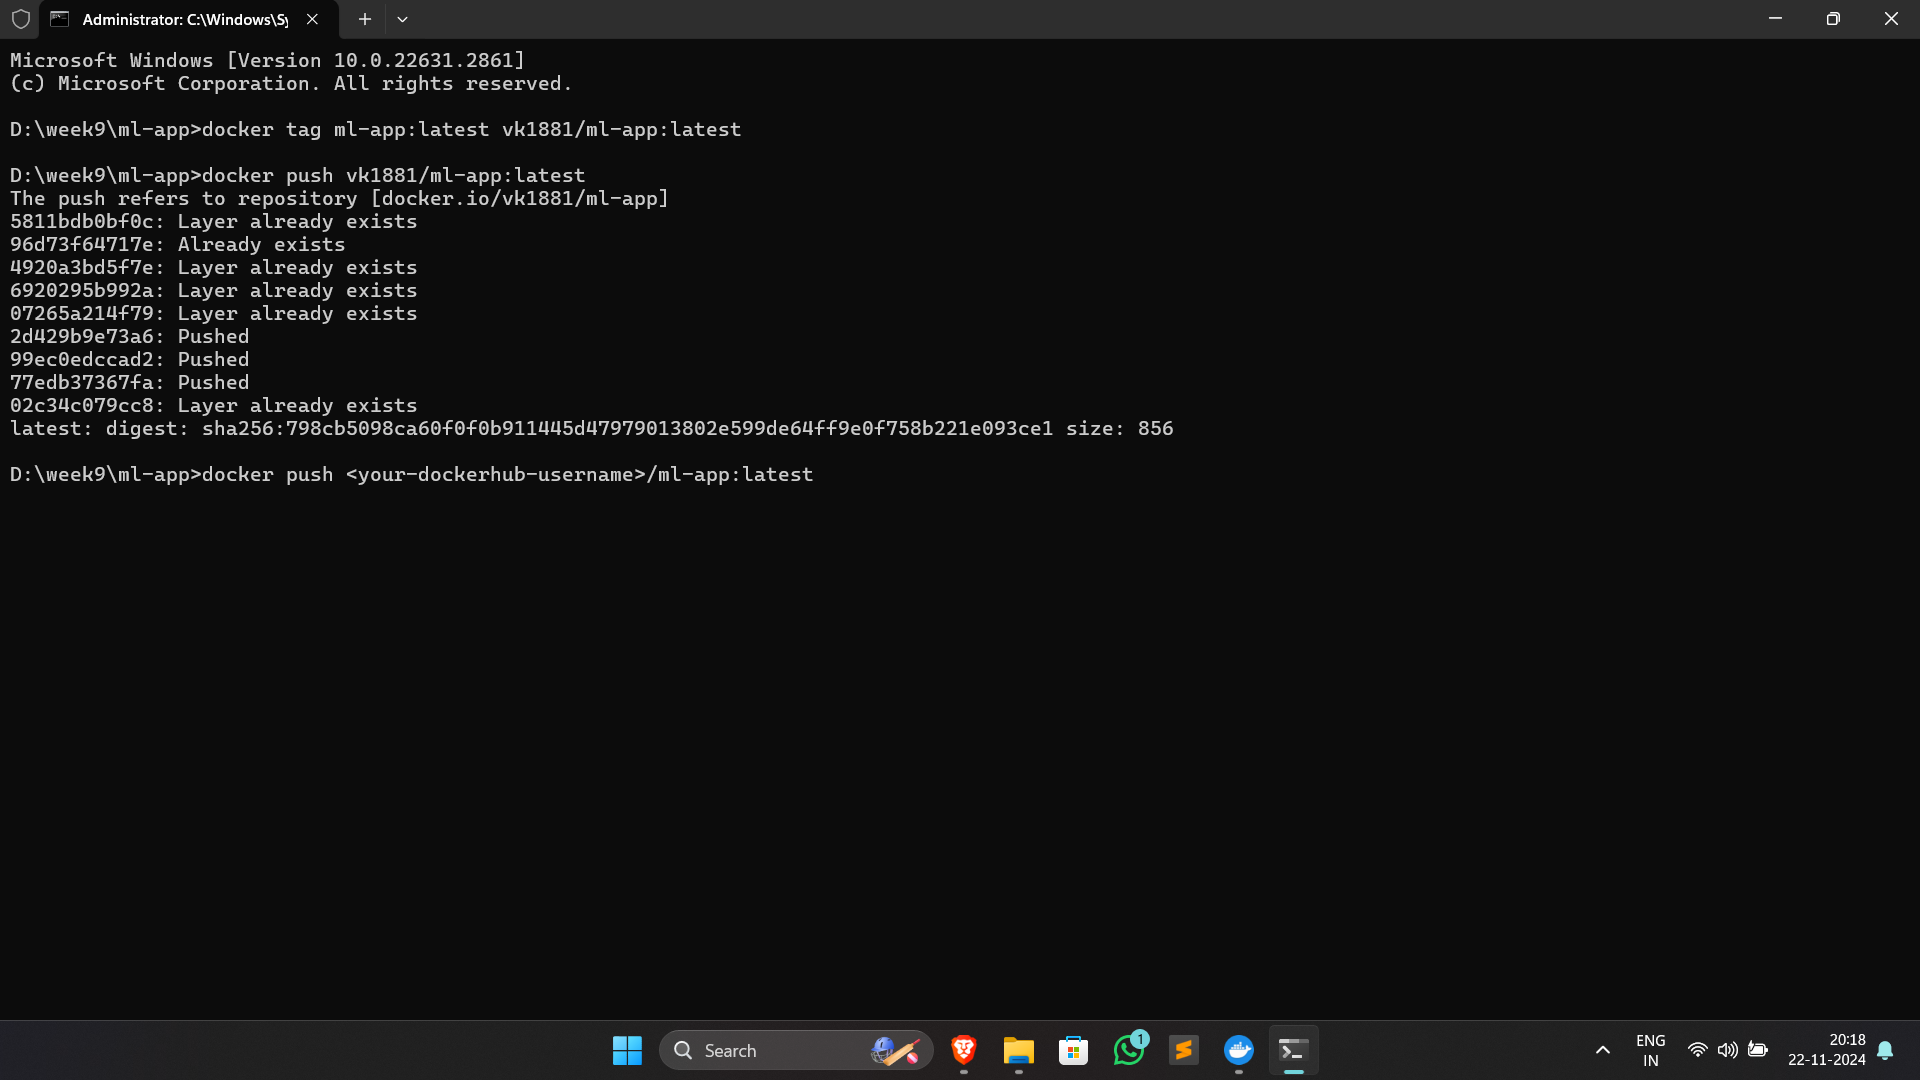 Administrator: C:\Windows\Sy
Microsoft Windows [Version 10.0.22631.2861]
(c) Microsoft Corporation. All rights reserved.
D:\week9\ml-app>docker tag ml-app:latest vk1881/ml-app:latest
D:\week9\ml-app>docker push vk1881/ml-app:latest
The push refers to repository [docker.io/vk1881/ml-app]
5811bdb0bf0c: Layer already exists
96d73f64717e: Already exists
4920a3bd5f7e: Layer already exists
6920295b992a: Layer already exists
07265a214f79: Layer already exists
2d429b9e73a6: Pushed
99ec0edccad2: Pushed
77edb37367fa: Pushed
02c34c079cc8: Layer already exists
latest: digest: sha256:798cb5098ca60f0f0b911445d47979013802e599de64ff9e0f758b221e093ce1 size: 856
D:\week9\ml-app>docker push <your-dockerhub-username>/ml-app:latest
Search
1
ENG
IN
20:18
22-11-2024